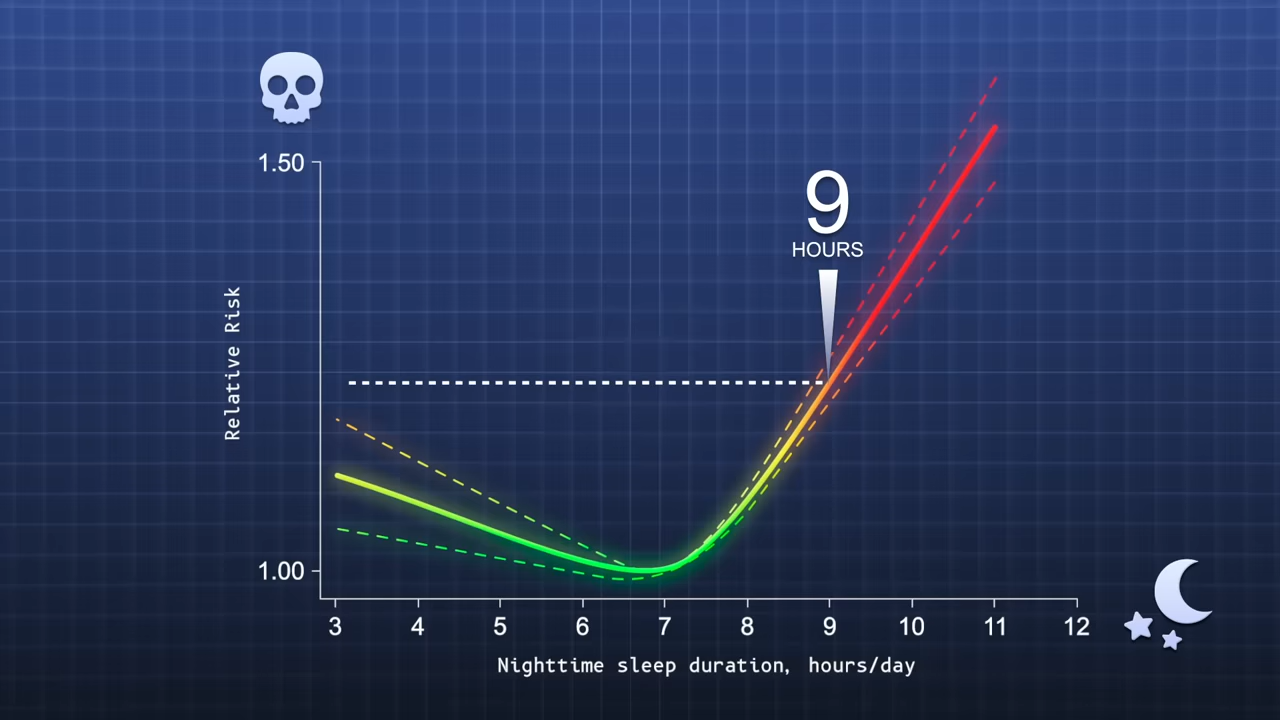 1.50
9
HOURS
Relative Risk
1.00
3 4 5 6 7 8 9 10 11 12
Nighttime sleep duration, hours/day